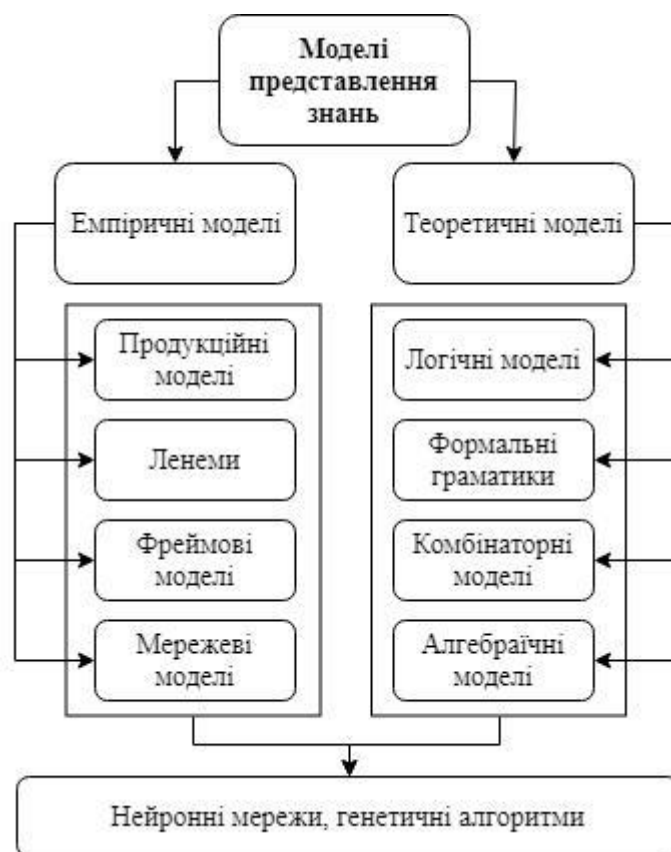 Моделі
представлення
знань
Емпіричні моделі
Теоретичні моделі
Продукційні
моделі
Ленеми
Фреймові
моделі
Мережеві
моделі
Логічні моделі
Формальні
граматики
Комбінаторні
моделі
Алгебраїчні
моделі
Нейронні мережи, генетичні алгоритми